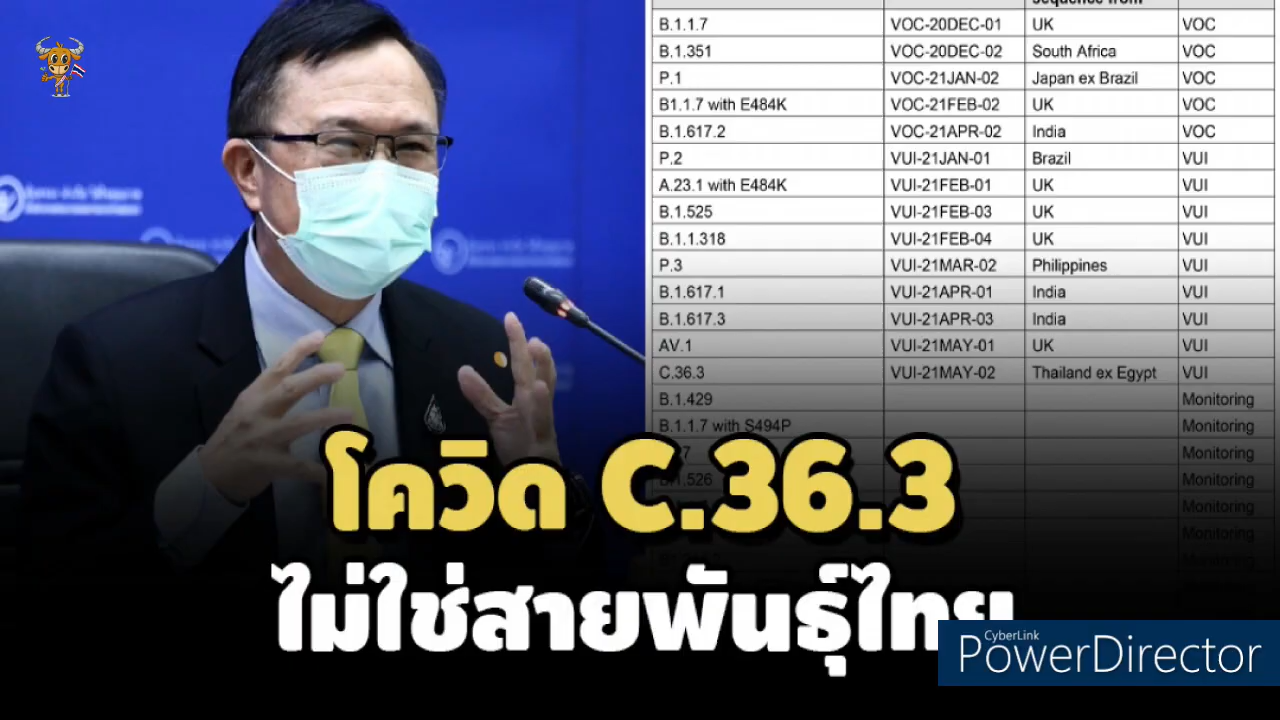 B.1.1.7 VOC-20DEC-01 UK VOC
B.1.351 VOC-20DEC-02 South Africa VOC
P.1 VOC-21JAN-02 Japan ex Brazil VOC
B1.1.7 with E484K VOC-21FEB-02 UK VOC
B.1.617.2 VOC-21APR-02 India VOC
P.2 VUI-21JAN-01 Brazil VUI
A.23.1 with E484K VUI-21FEB-01 UK VUI
B.1.525 VUI-21FEB-03 UK VUI
B.1.1.318 VUI-21FEB-04 UK VUI
P.3 VUI-21MAR-02 Philippines VUI
B.1.617.1 VUI-21APR-01 India VUI
B.1.617.3 VUI-21APR-03 India VUI
AV.1 VUI-21MAY-01 UK VUI
C.36.3 VUI-21MAY-02 Thailand ex Egypt VUI
B.1.429 Monitoring
B.1.1.7 with S494P Monitoring
Monitoring
Monitoring
Monitoring
Monitoring
Monitoring
โควิด C.36.3
ไม่ใช่สายพันธุ์ไทย
CyberLink
PowerDirector